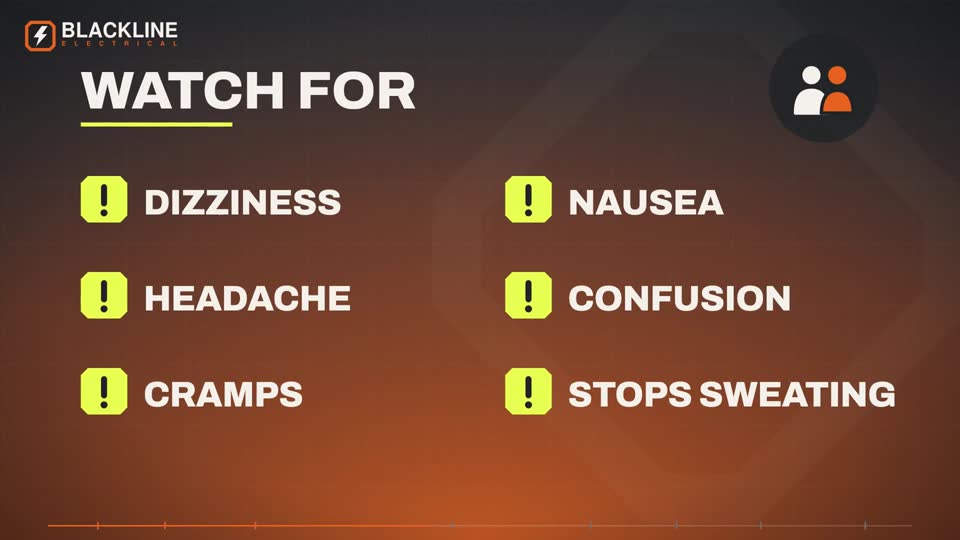 BLACKLINE
ELECTRICAL
WATCH FOR
DIZZINESS
NAUSEA
HEADACHE
CONFUSION
CRAMPS
STOPS SWEATING